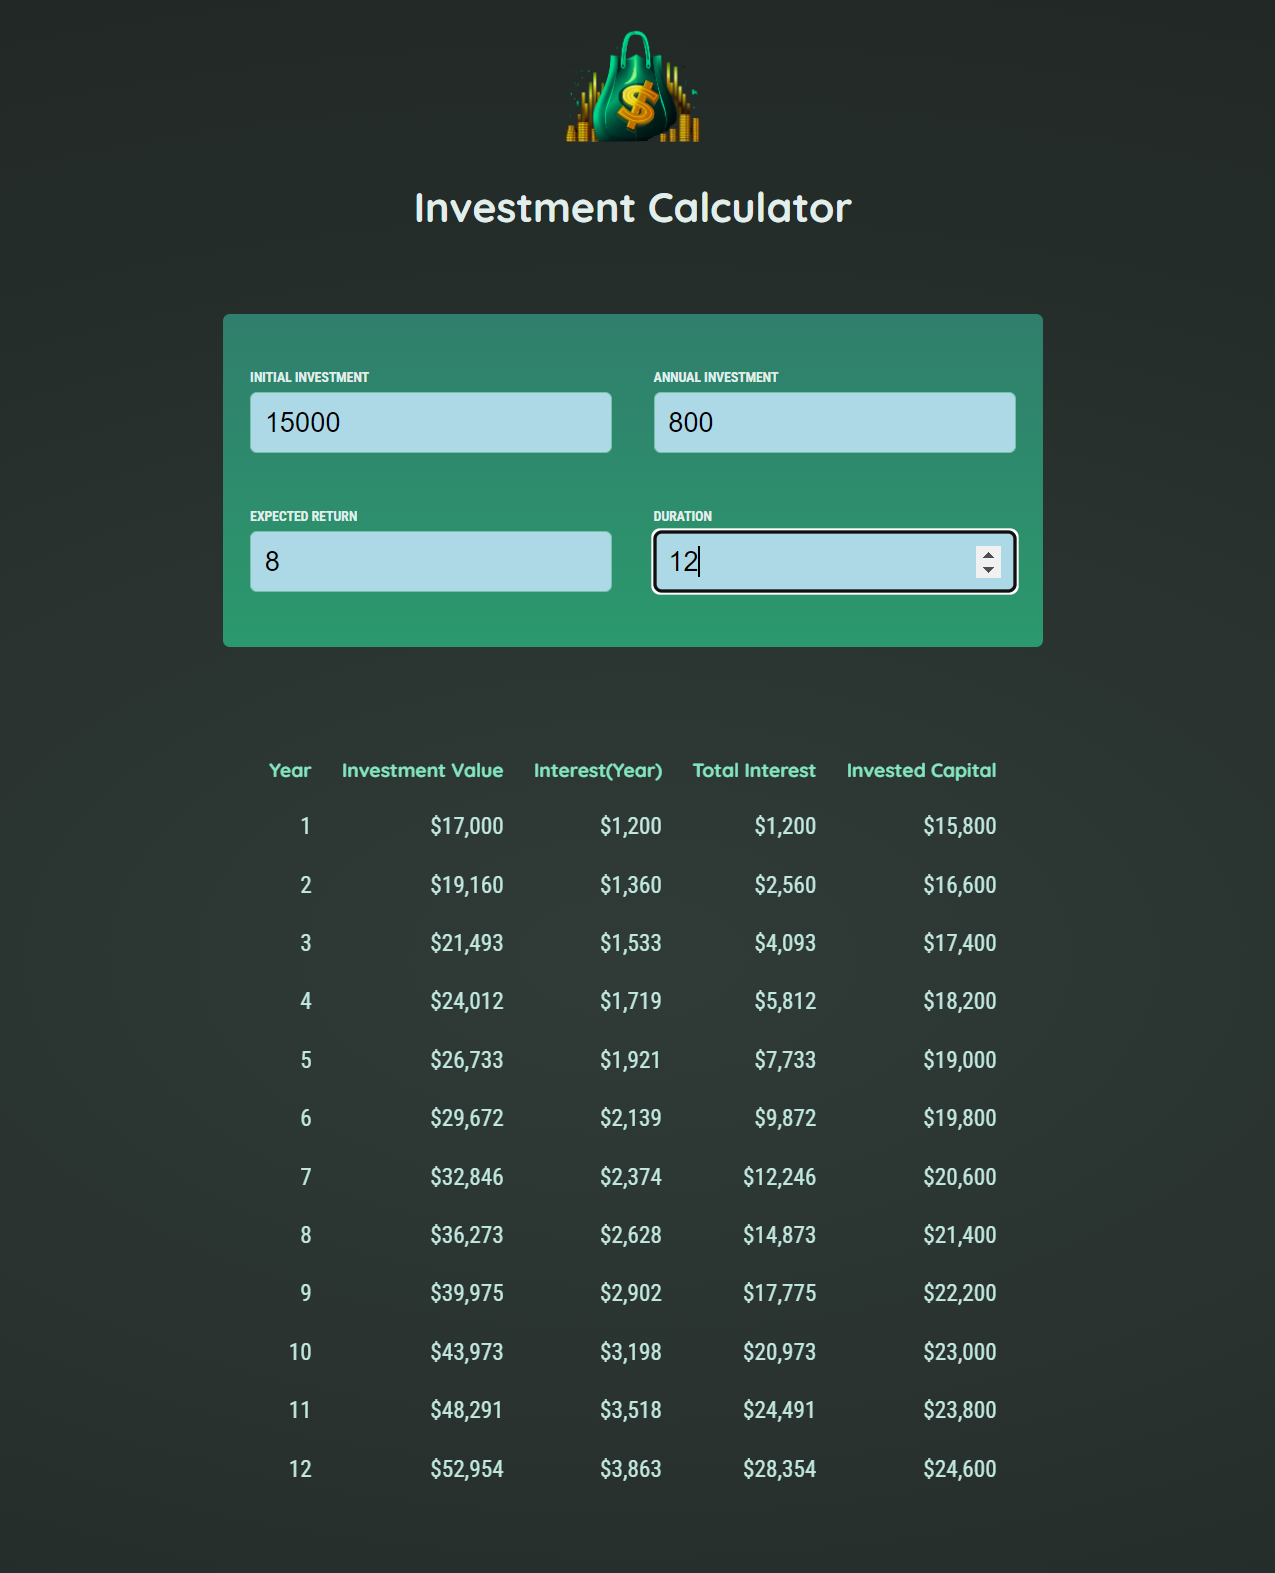 $
Investment Calculator
INITIAL INVESTMENT ANNUAL INVESTMENT
15000 800
EXPECTED RETURN DURATION
8 12
Year Investment Value Interest(Year) Total Interest Invested Capital
1 $17,000 $1,200 $1,200 $15,800
2 $19,160 $1,360 $2,560 $16,600
3 $21,493 $1,533 $4,093 $17,400
4 $24,012 $1,719 $5,812 $18,200
5 $26,733 $1,921 $7,733 $19,000
6 $29,672 $2,139 $9,872 $19,800
7 $32,846 $2,374 $12,246 $20,600
8 $36,273 $2,628 $14,873 $21,400
9 $39,975 $2,902 $17,775 $22,200
10 $43,973 $3,198 $20,973 $23,000
11 $48,291 $3,518 $24,491 $23,800
12 $52,954 $3,863 $28,354 $24,600